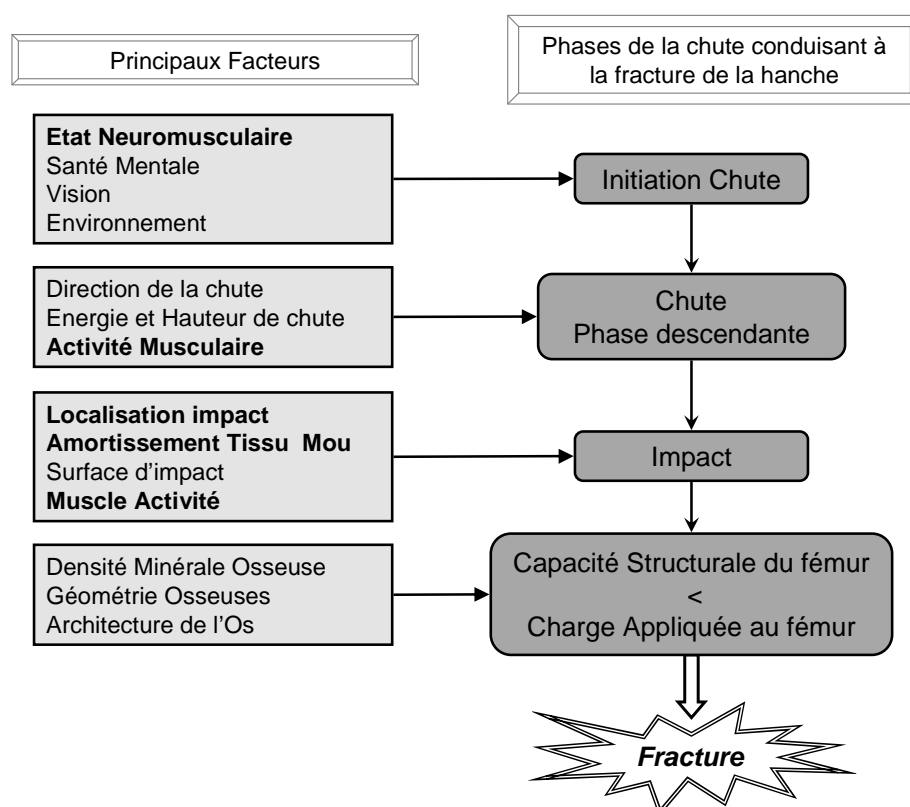 Principaux Facteurs
Phases de la chute conduisant à
la fracture de la hanche
Etat Neuromusculaire
Santé Mentale
Vision
Environnement
Initiation Chute
Direction de la chute
Energie et Hauteur de chute
Activité Musculaire
Chute
Phase descendante
Localisation impact
Amortissement Tissu Mou
Surface d'impact
Muscle Activité
Impact
Densité Minérale Osseuse
Géométrie Osseuses
Architecture de l'Os
Capacité Structurale du fémur
<
Charge Appliquée au fémur
Fracture